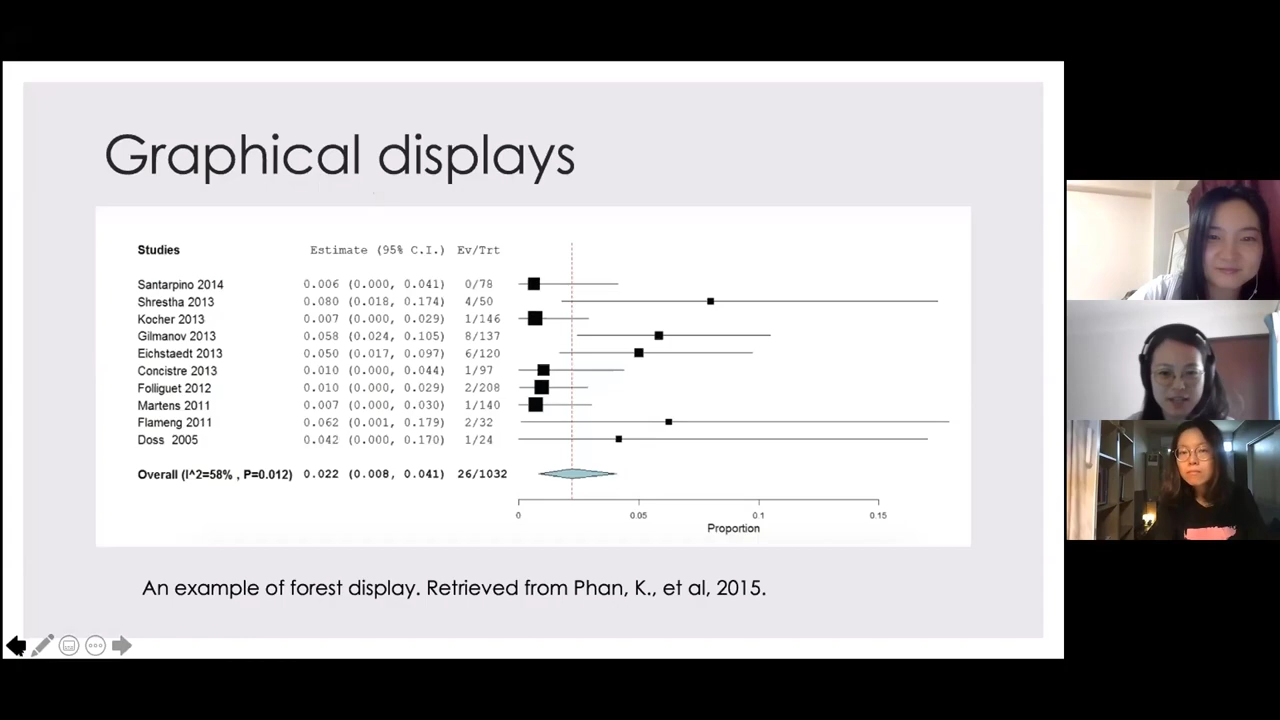 Graphical displays
Studies Estimate (95% C.I.) Ev/Trt
Santarpino 2014 0.006 (0.000, 0.041) 0/78
Shrestha 2013 0.080 (0.018, 0.174) 4/50
Kocher 2013 0.007 (0.000, 0.029) 1/146
Gilmanov 2013 0.058 (0.024, 0.105) 8/137
Eichstaedt 2013 0.050 (0.017, 0.097) 6/120
Concistre 2013 0.010 (0.000, 0.044) 1/97
Folliguet 2012 0.010 (0.000, 0.029) 2/208
Martens 2011 0.007 (0.000, 0.030) 1/140
Flameng 2011 0.062 (0.001, 0.179) 2/32
Doss 2005 0.042 (0.000, 0.170) 1/24
Overall (I^2=58% , P=0.012) 0.022 (0.008, 0.041) 26/1032
0 0.05 0.1 0.15
Proportion
An example of forest display. Retrieved from Phan, K., et al, 2015.